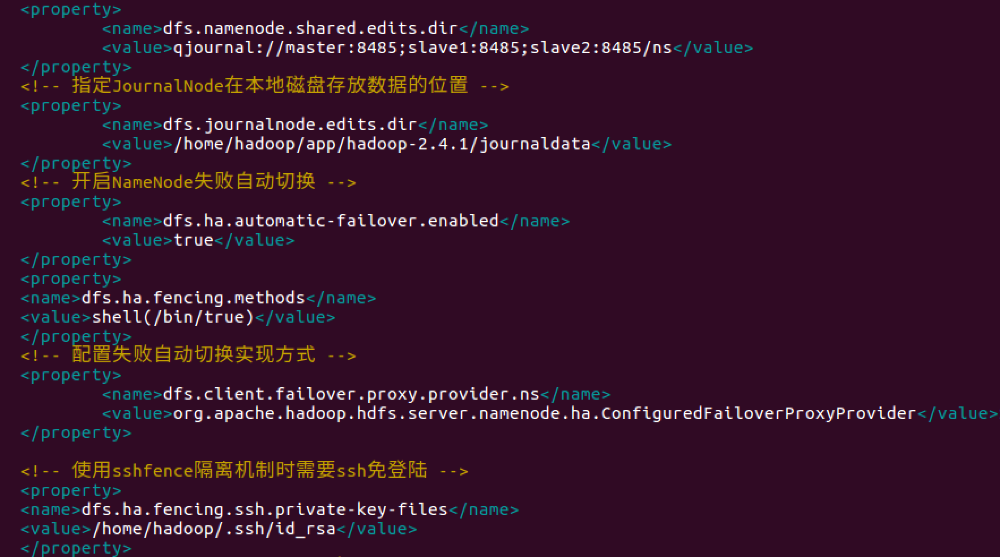 <property>
<name>dfs.namenode.shared.edits.dir</name>
<value>qjournal://master:8485;slave1:8485;slave2:8485/ns</value>
</property>
<!-- 指定JournalNode在本地磁盘存放数据的位置 -->
<property>
<name>dfs.journalnode.edits.dir</name>
<value>/home/hadoop/app/hadoop-2.4.1/journaldata</value>
</property>
<!-- 开启NameNode失败自动切换 -->
<property>
<name>dfs.ha.automatic-failover.enabled</name>
<value>true</value>
</property>
<property>
<name>dfs.ha.fencing.methods</name>
<value>shell(/bin/true)</value>
</property>
<!-- 配置失败自动切换实现方式 -->
<property>
<name>dfs.client.failover.proxy.provider.ns</name>
<value>org.apache.hadoop.hdfs.server.namenode.ha.ConfiguredFailoverProxyProvider</value>
</property>
<!-- 使用sshfence隔离机制时需要ssh免登陆 -->
<property>
<name>dfs.ha.fencing.ssh.private-key-files</name>
<value>/home/hadoop/.ssh/id_rsa</value>
</property>